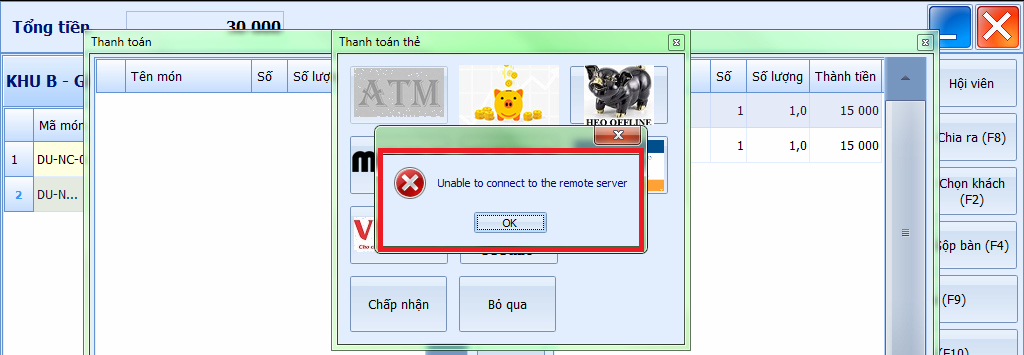 Tổng tiền
30 000
Thanh toán
Thanh toán thẻ
KHU B - G
Tên món
Số
Số lượ
ATM
HEO OFFLINE
Số
Số lượng
Thành tiền
Hội viên
Mã món
1
1,0
15 000
Chia ra (F8)
1
DU-NC-0
m
1
1,0
15 000
2
DU-N...
Unable to connect to the remote server
Chọn khách
(F2)
OK
V
Cho c
Gộp bàn (F4)
Chấp nhận
Bỏ qua
(F9)
(F10)